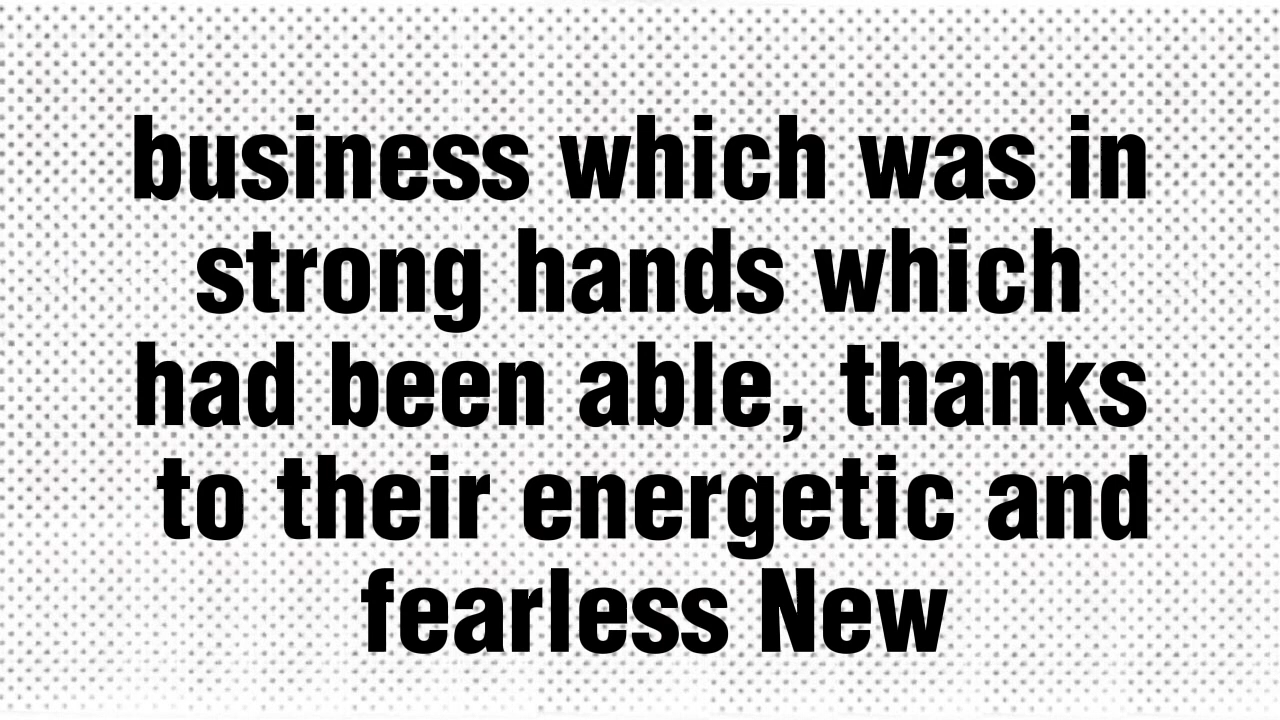 business which was in
strong hands which
had been able, thanks
to their energetic and
fearless New